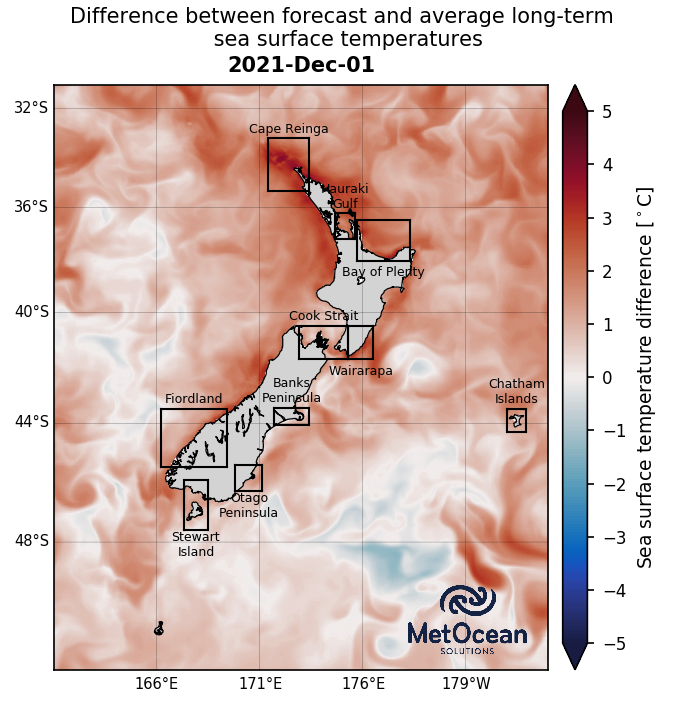 Difference between forecast and average long-term
sea surface temperatures
2021-Dec-01
32°S
36°S
40°S
44°S
48°S
166°E
171°E
176°E
179°W
Cape Reinga
Hauraki
Gulf
Bay of Plenty
Cook Strait
Wairarapa
Banks
Peninsula
Fiordland
Chatham
Islands
Otago
Peninsula
Stewart
Island
MetOcean
SOLUTIONS
5
4
3
2
1
0
−1
−2
−3
−4
−5
Sea surface temperature difference [°C]